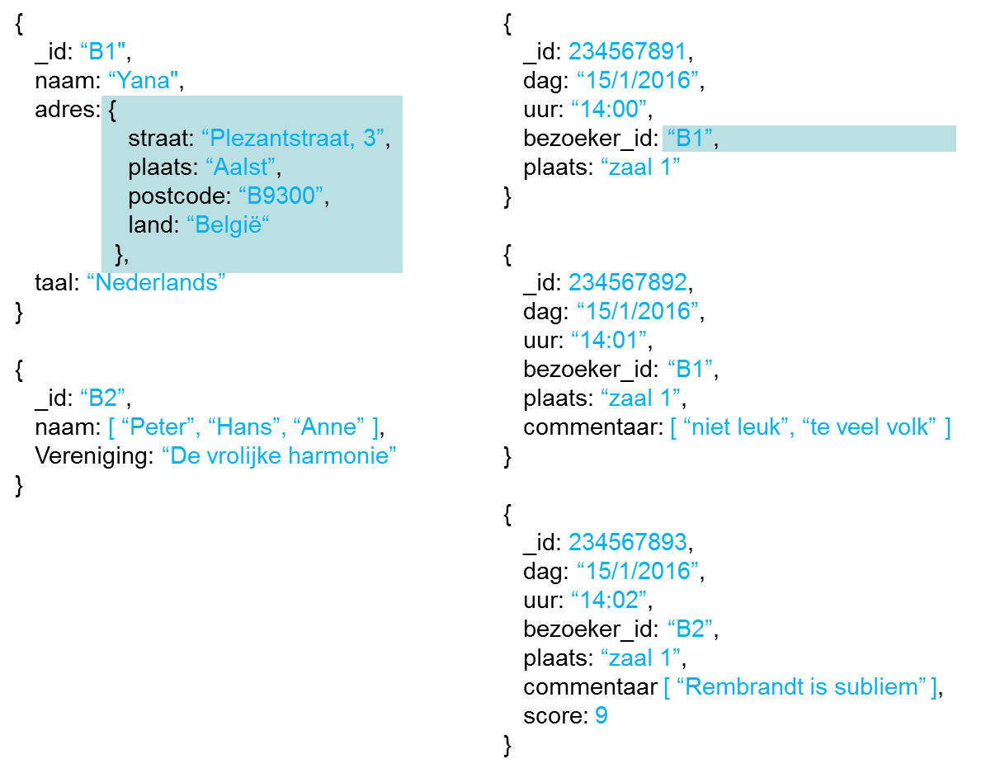 {
_id: “B1",
naam: “Yana",
adres: {
straat: “Plezantstraat, 3”,
plaats: “Aalst”,
postcode: “B9300”,
land: “België“
},
taal: “Nederlands”
}
{
_id: “B2”,
naam: [ “Peter”, “Hans”, “Anne” ],
Vereniging: “De vrolijke harmonie”
}
{
_id: 234567891,
dag: “15/1/2016”,
uur: “14:00”,
bezoeker_id: “B1”,
plaats: “zaal 1”
}
{
_id: 234567892,
dag: “15/1/2016”,
uur: “14:01”,
bezoeker_id: “B1”,
plaats: “zaal 1”,
commentaar: [ “niet leuk”, “te veel volk” ]
}
{
_id: 234567893,
dag: “15/1/2016”,
uur: “14:02”,
bezoeker_id: “B2”,
plaats: “zaal 1”,
commentaar [ “Rembrandt is subliem” ],
score: 9
}